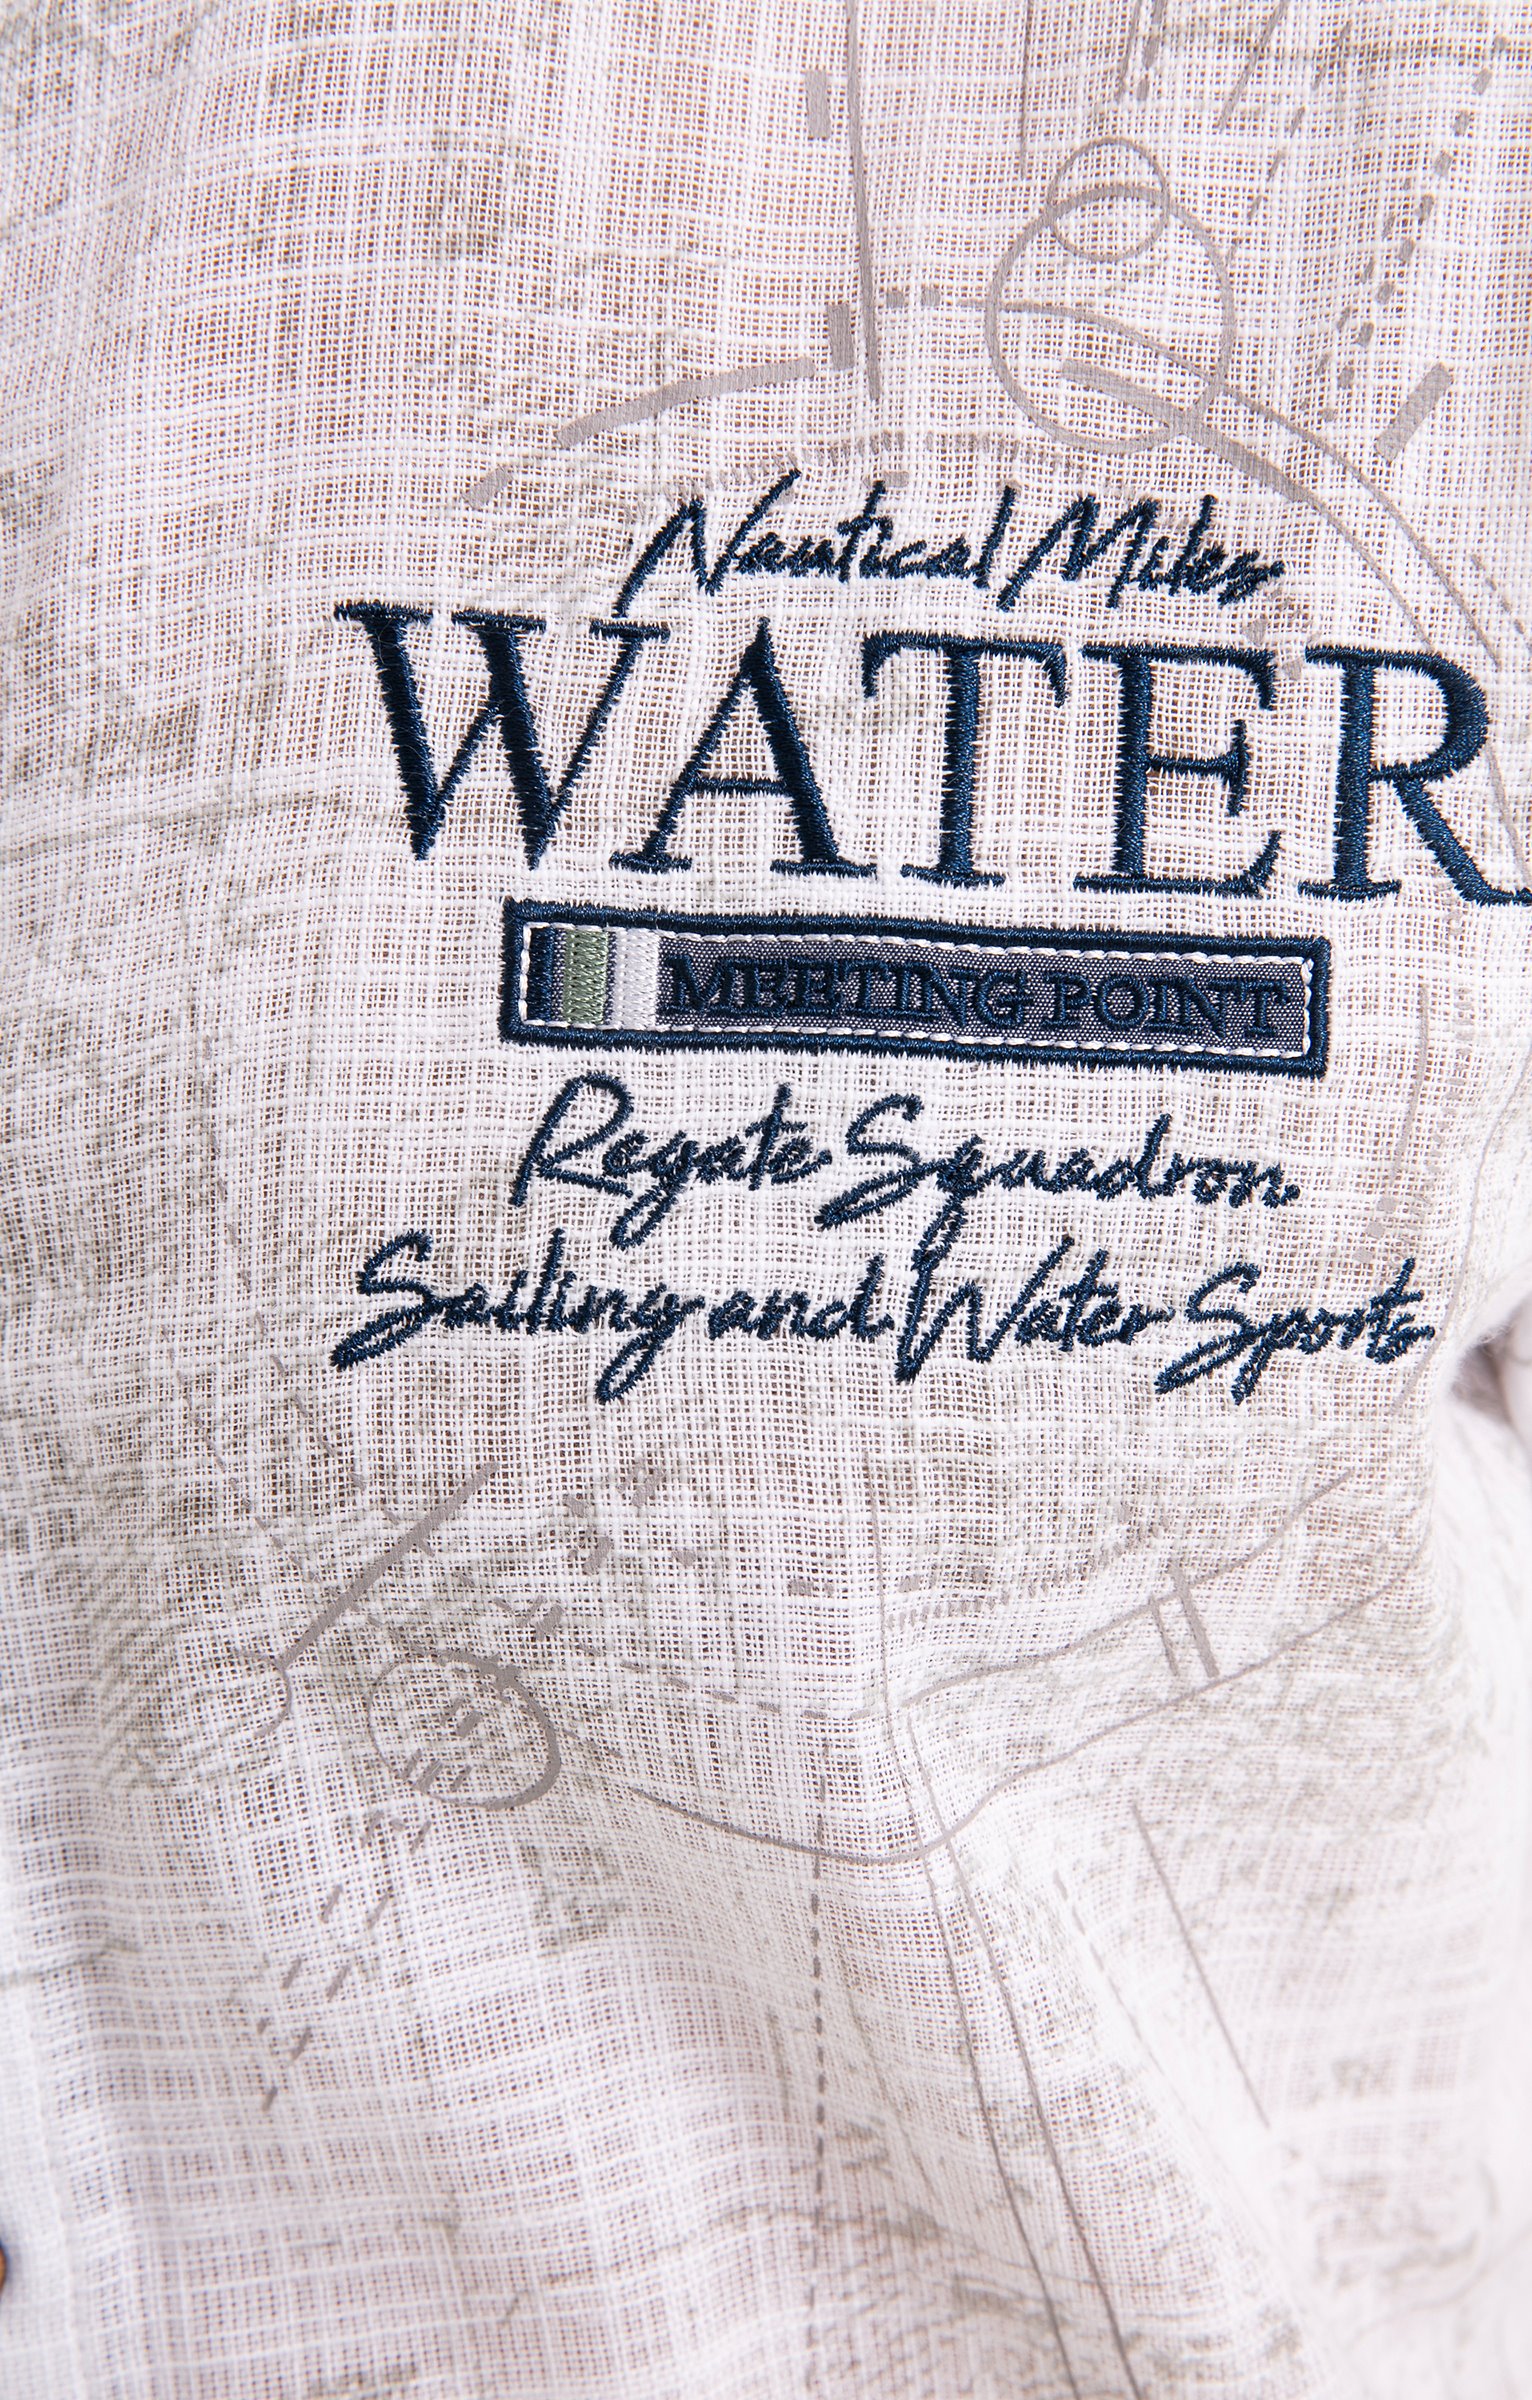 Nautical Miles
WATER
MEETING POINT
Regate Squadron
Sailing and Water Sports